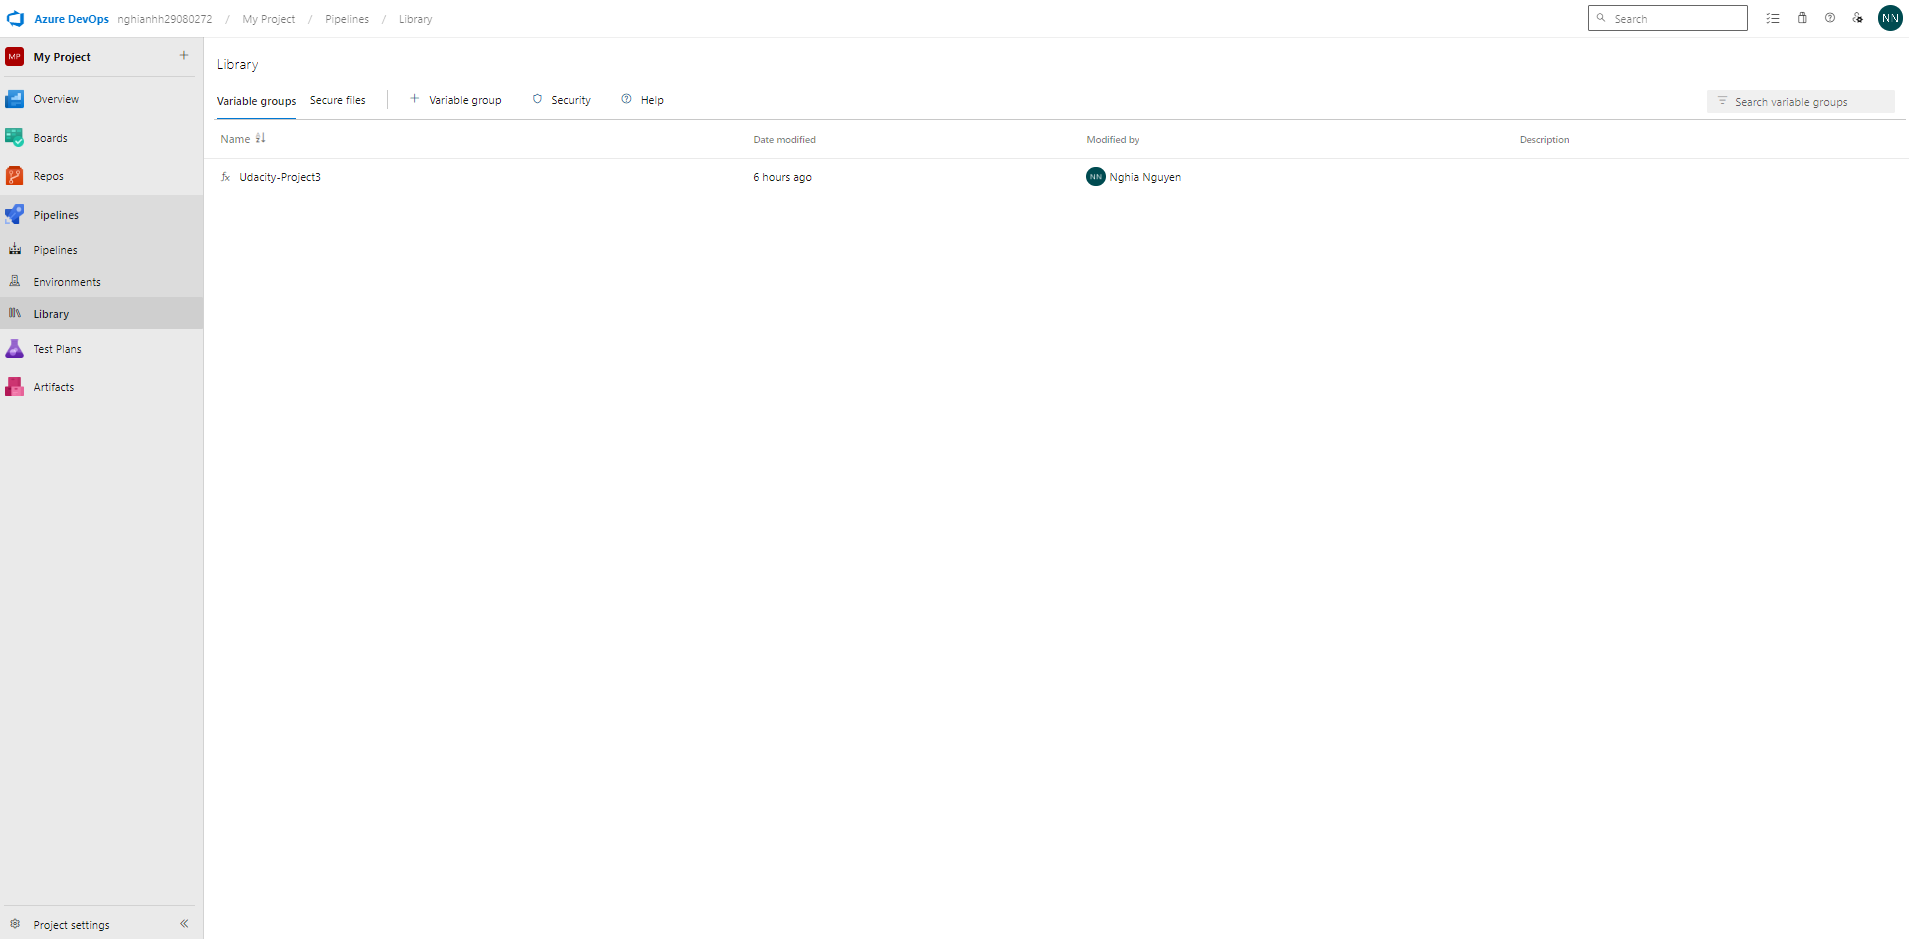 Azure DevOps nghianhh29080272 / My Project / Pipelines / Library
Search
NN
MP My Project
Overview
Boards
Repos
Pipelines
Pipelines
Environments
Library
Test Plans
Artifacts
Project settings
Library
Variable groups Secure files Variable group Security Help
Search variable groups
Name Date modified Modified by Description
fx Udacity-Project3 6 hours ago NN Nghia Nguyen